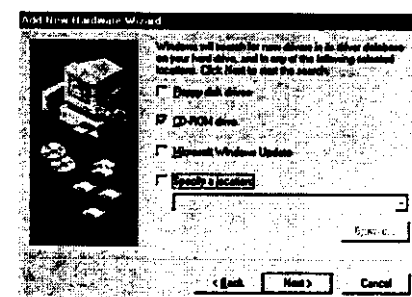 Add New Hardware Wizard
Windows will search for new drivers in its driver database
on your hard drive, and in any of the following selected
locations. Click Next to start the search.
Floppy disk drives
CD-ROM drive
Microsoft Windows Update
Specify a location:
< Back
Next >
Cancel